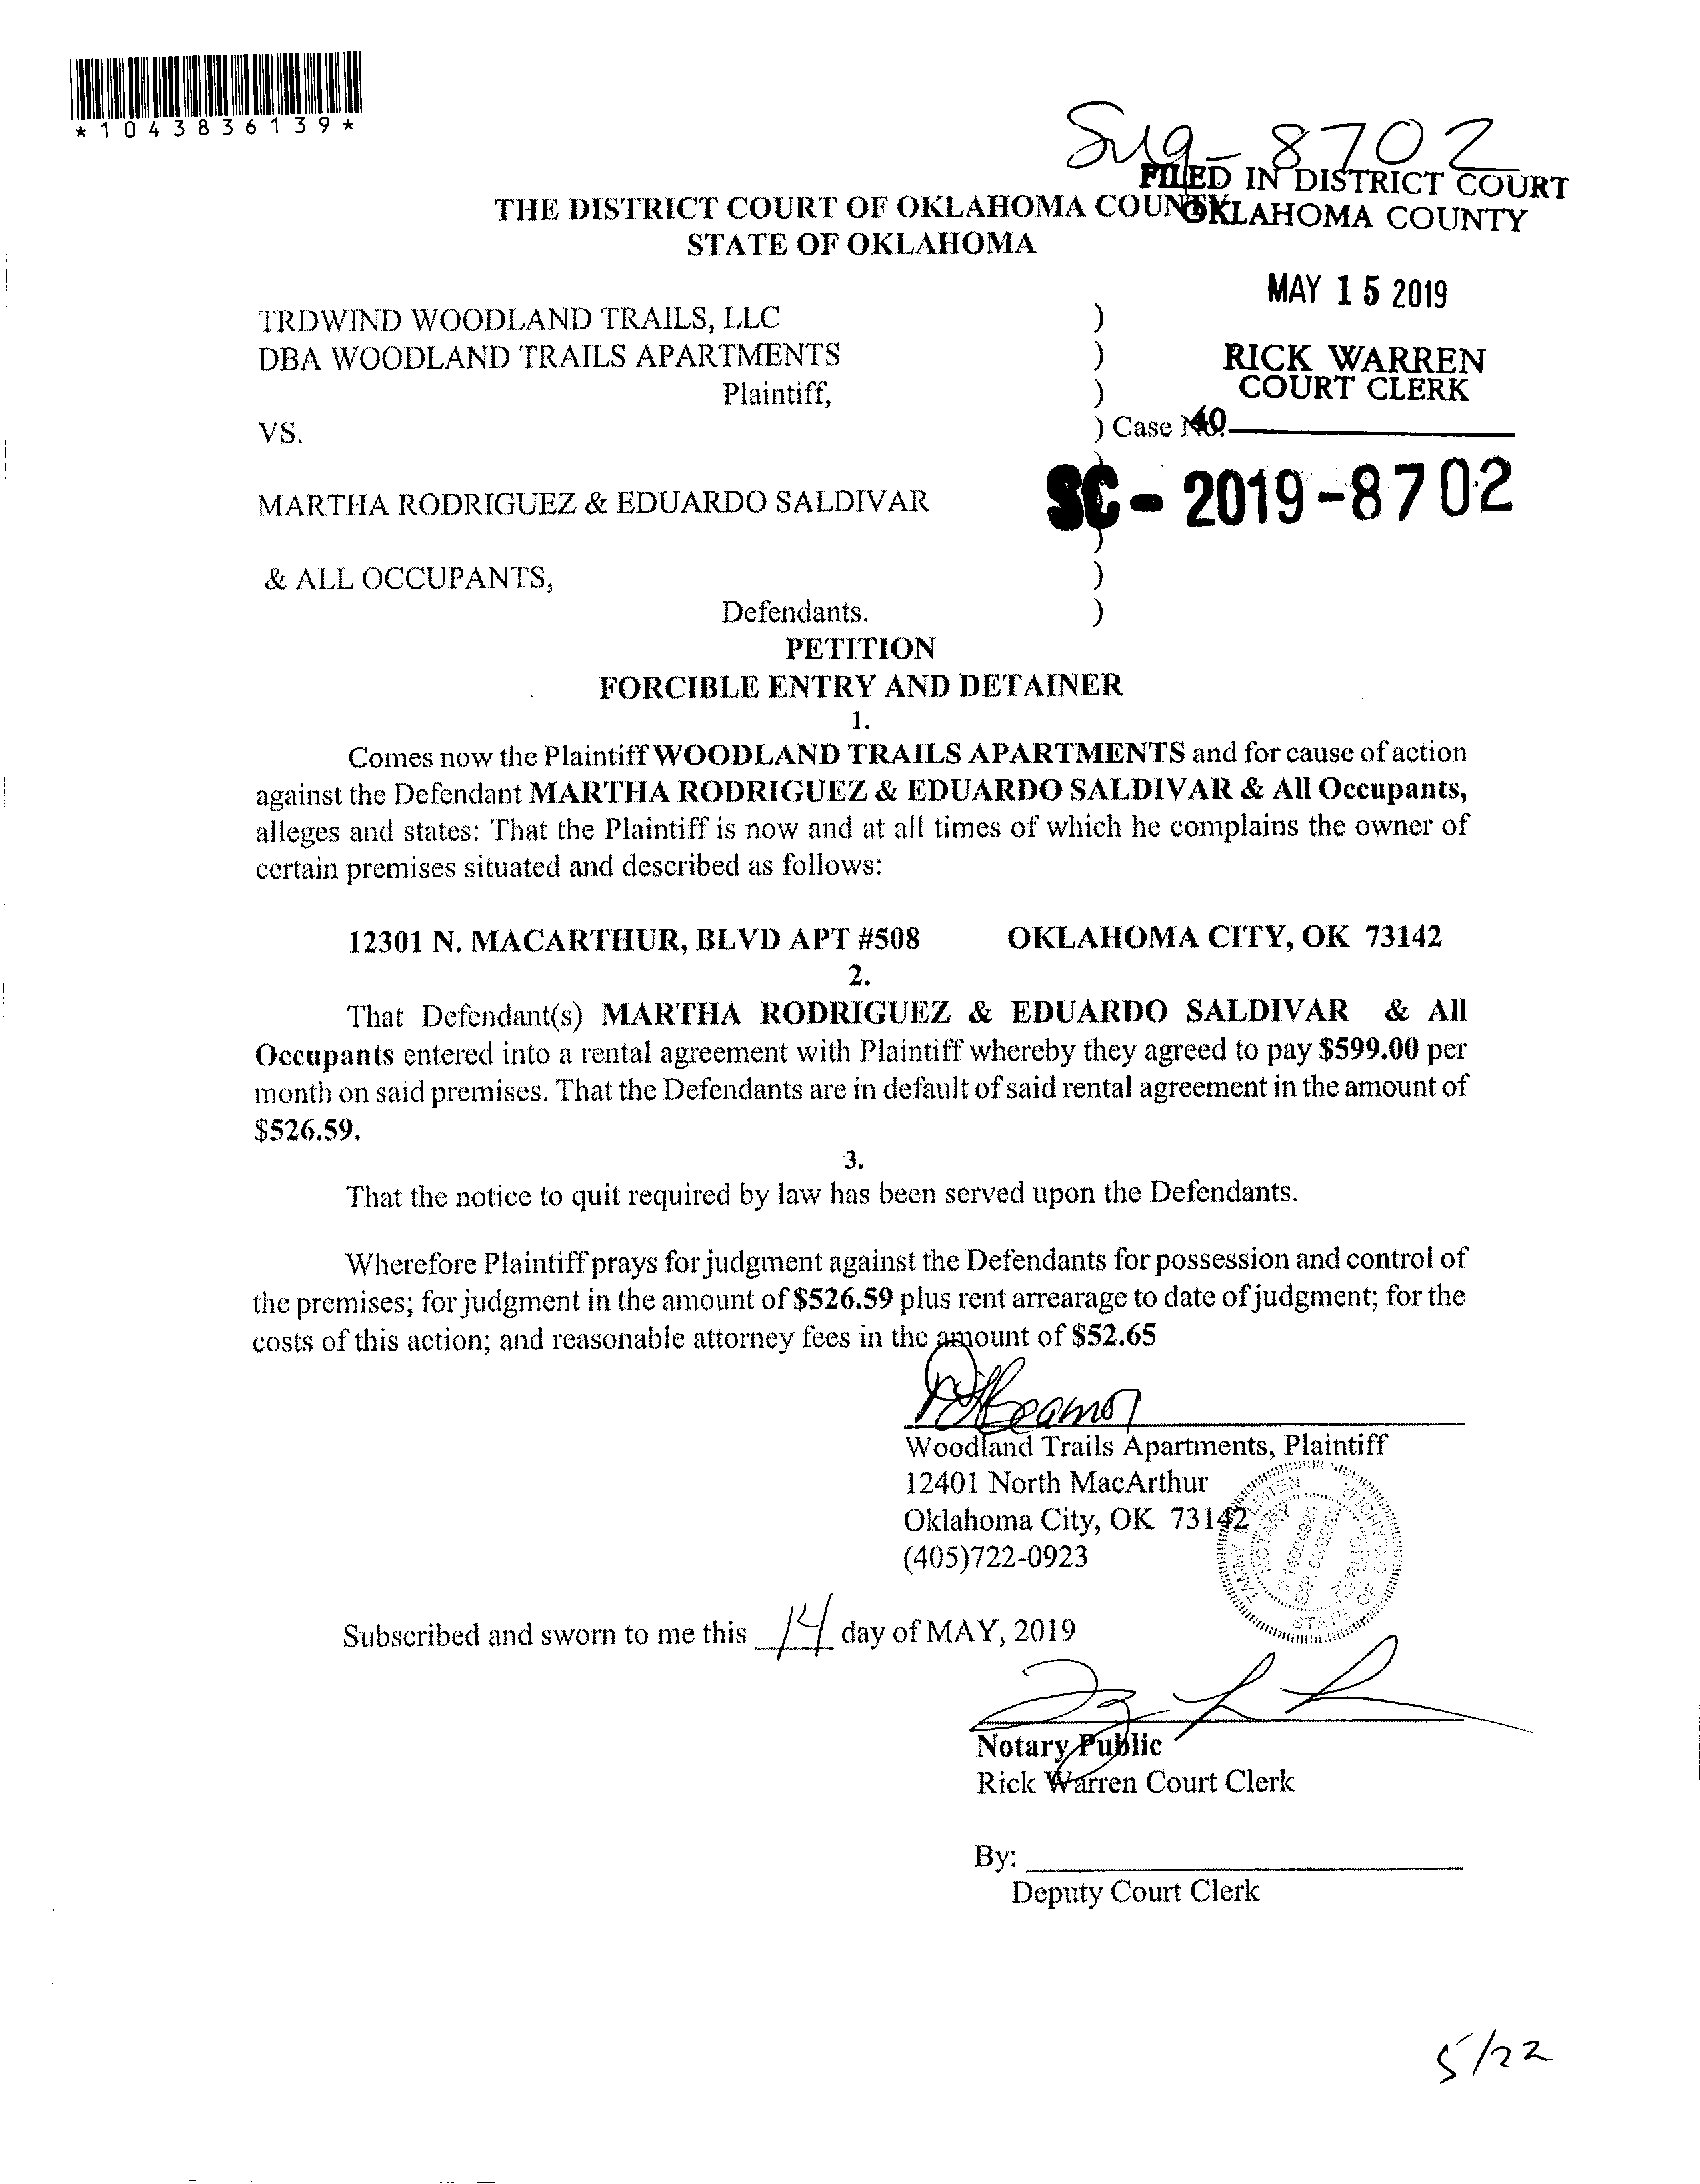 *1043836139*
8702
FILED IN DISTRICT COURT
OKLAHOMA COUNTY
THE DISTRICT COURT OF OKLAHOMA COUNTY
STATE OF OKLAHOMA
MAY 15 2019
TRDWIND WOODLAND TRAILS, LLC )
DBA WOODLAND TRAILS APARTMENTS )
RICK WARREN
COURT CLERK
Plaintiff, )
VS. ) Case No.
40
MARTHA RODRIGUEZ & EDUARDO SALDIVAR
SC - 2019 - 8702
)
& ALL OCCUPANTS, )
Defendants. )
PETITION
FORCIBLE ENTRY AND DETAINER
1.
Comes now the Plaintiff WOODLAND TRAILS APARTMENTS and for cause of action
against the Defendant MARTHA RODRIGUEZ & EDUARDO SALDIVAR & All Occupants,
alleges and states: That the Plaintiff is now and at all times of which he complains the owner of
certain premises situated and described as follows:
12301 N. MACARTHUR, BLVD APT #508 OKLAHOMA CITY, OK 73142
2.
That Defendant(s) MARTHA RODRIGUEZ & EDUARDO SALDIVAR & All
Occupants entered into a rental agreement with Plaintiff whereby they agreed to pay $599.00 per
month on said premises. That the Defendants are in default of said rental agreement in the amount of
$526.59.
3.
That the notice to quit required by law has been served upon the Defendants.
Wherefore Plaintiff prays for judgment against the Defendants for possession and control of
the premises; for judgment in the amount of $526.59 plus rent arrearage to date of judgment; for the
costs of this action; and reasonable attorney fees in the amount of $52.65
Woodland Trails Apartments, Plaintiff
12401 North MacArthur
Oklahoma City, OK 73142
(405)722-0923
Subscribed and sworn to me this 14 day of MAY, 2019
Notary Public
Rick Warren Court Clerk
By:
Deputy Court Clerk
5/22